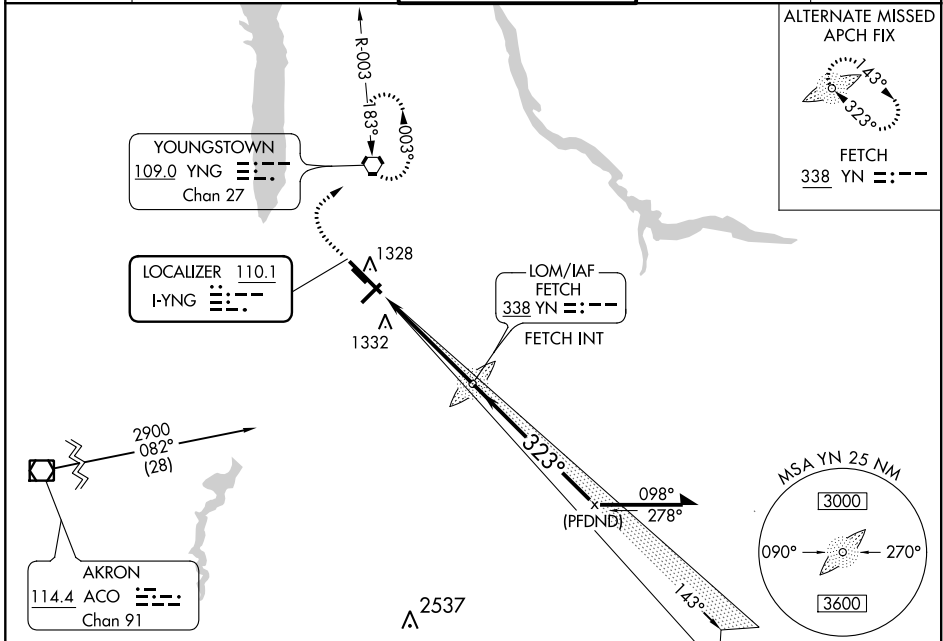 ALTERNATE MISSED
APCH FIX
143°
323°
FETCH
338 YN
R-003
183°
003°
YOUNGSTOWN
109.0 YNG
Chan 27
LOCALIZER 110.1
I-YNG
1328
1332
LOM/IAF
FETCH
338 YN
FETCH INT
2900
082°
(28)
323°
098°
278°
(PFDND)
143°
MSA YN 25 NM
3000
090°
270°
3600
AKRON
114.4 ACO
Chan 91
2537